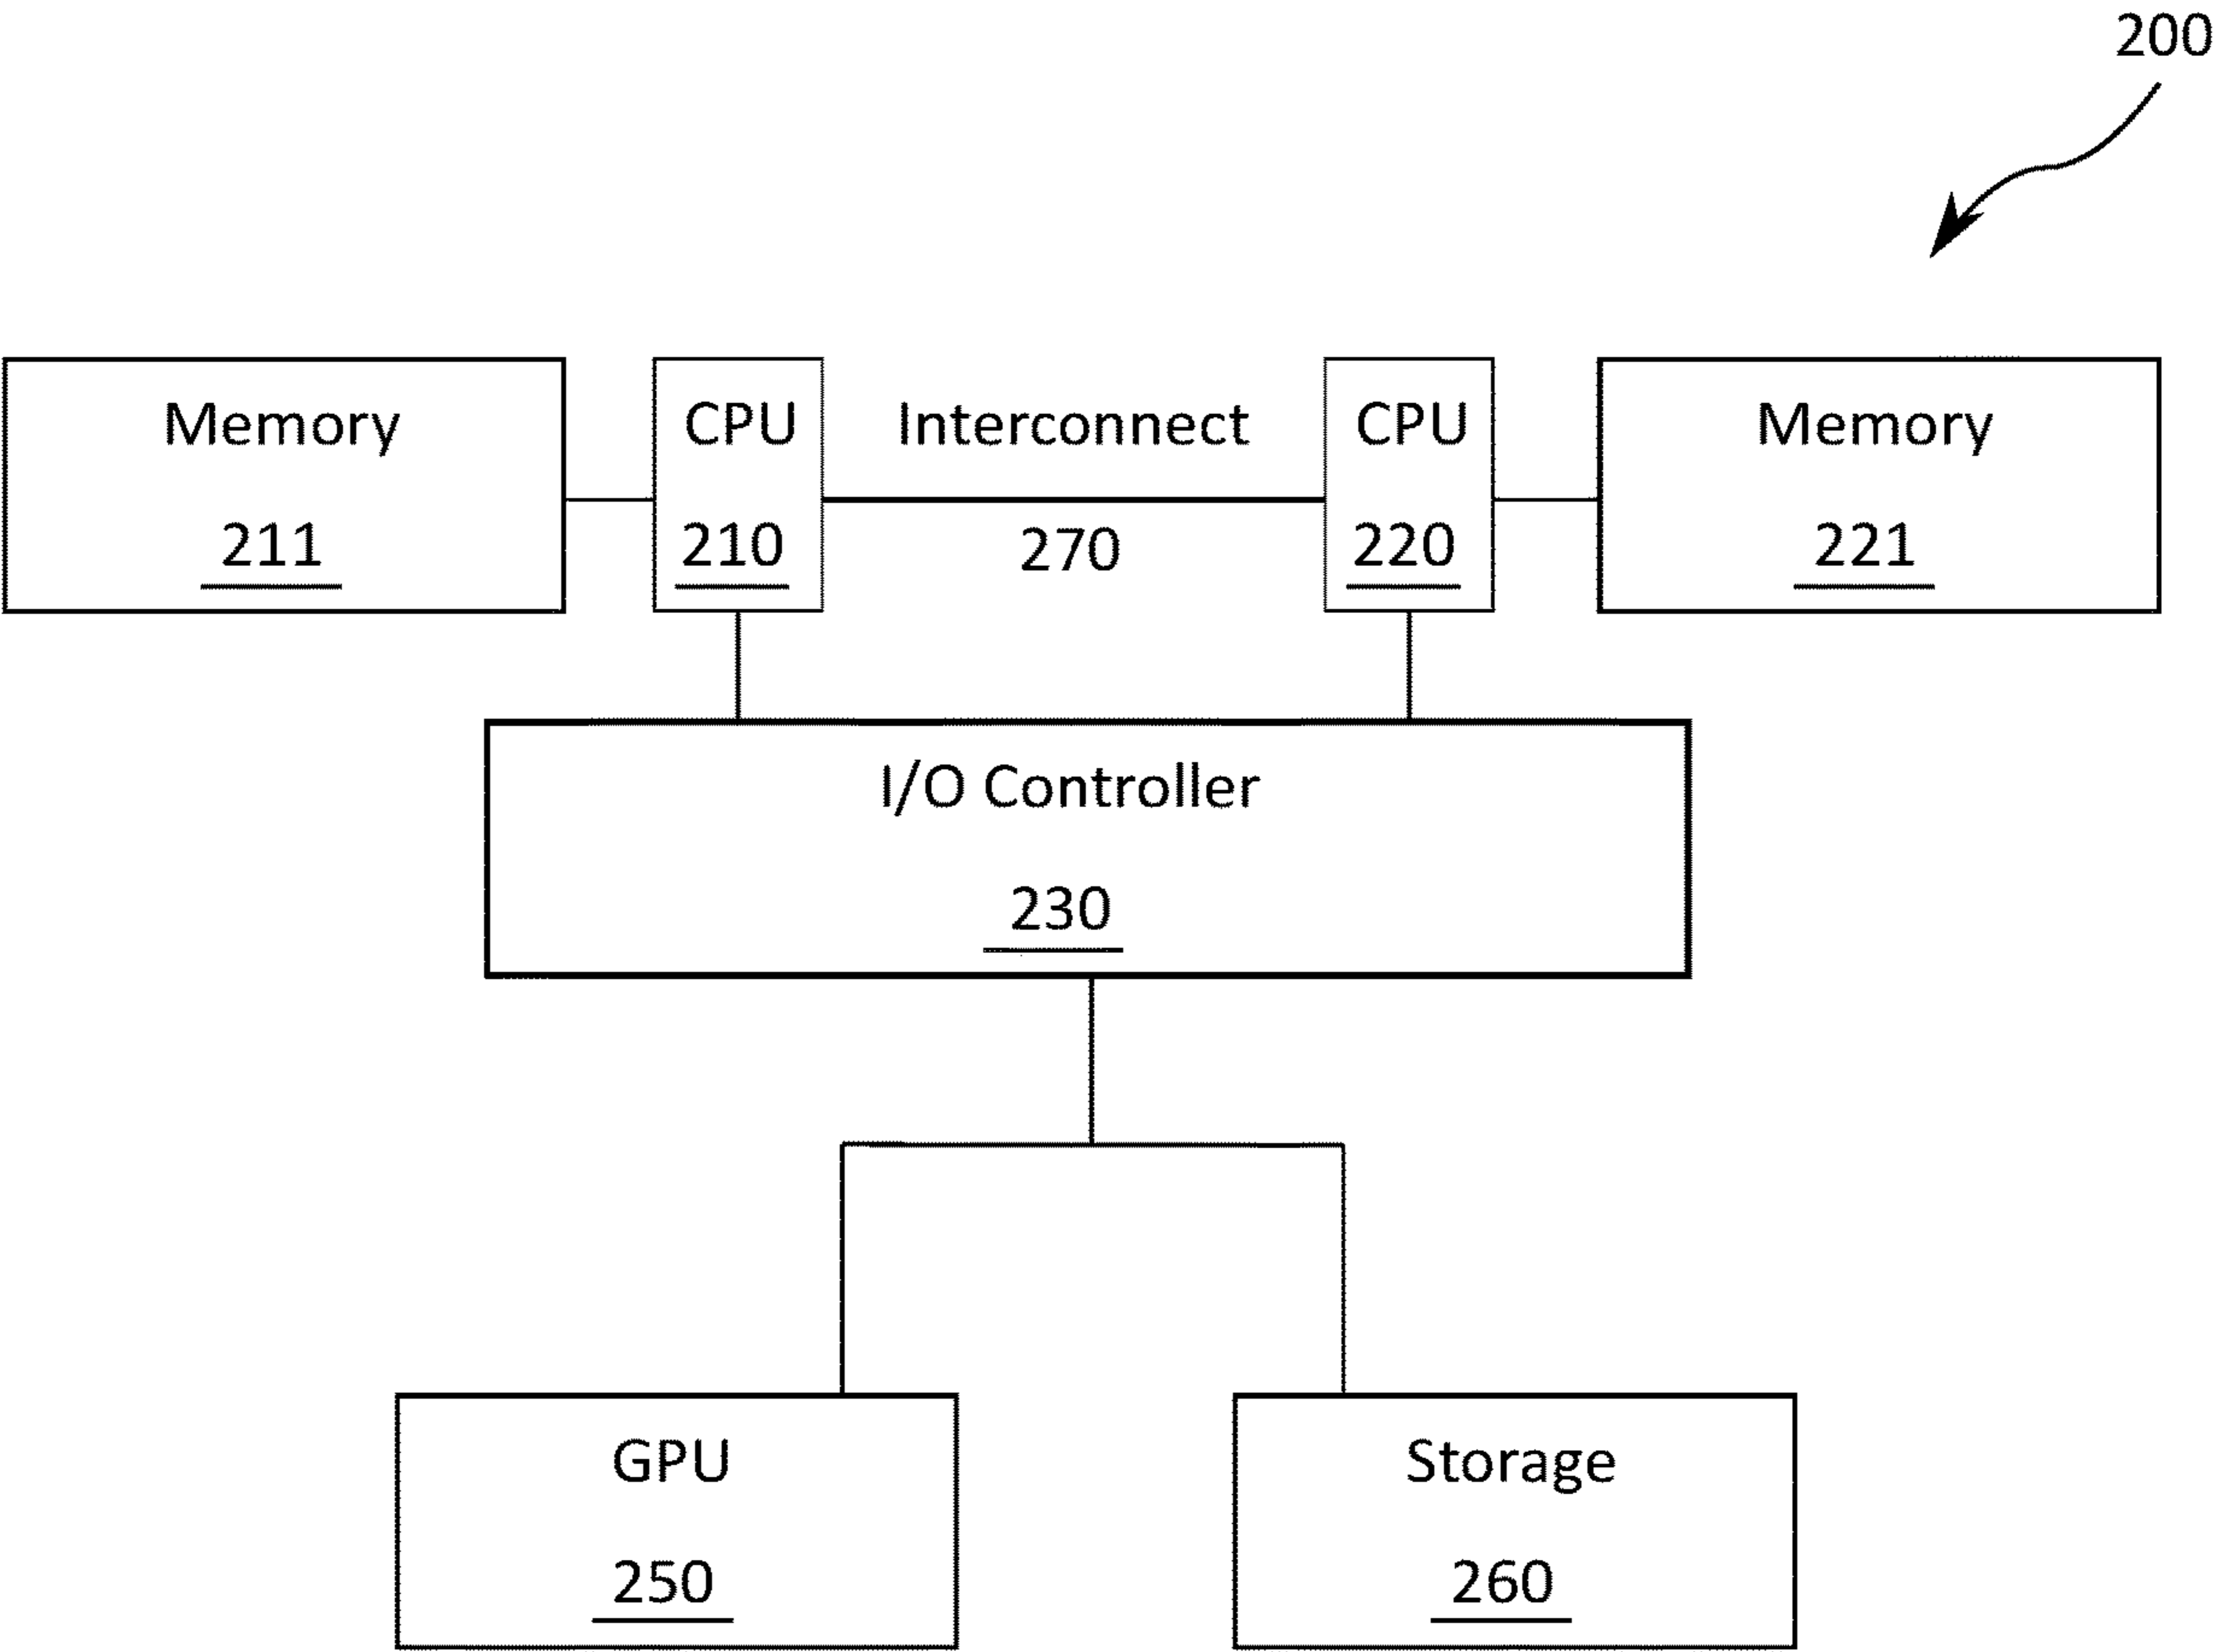 200
Memory CPU Interconnect CPU Memory
211 210 270 220 221
I/O Controller
230
GPU Storage
250 260